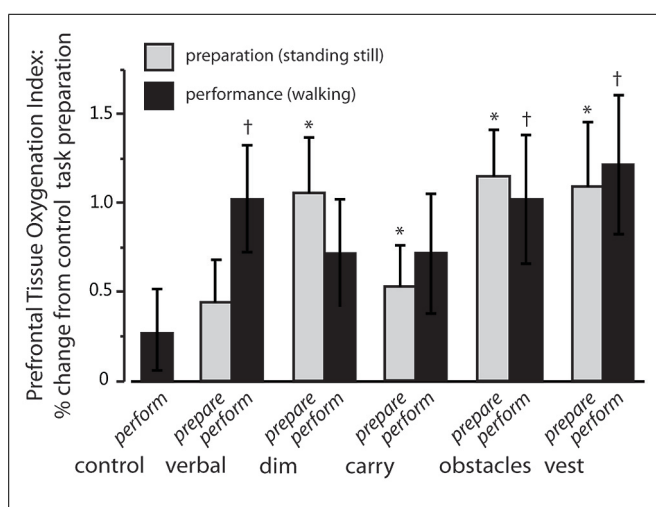 Prefrontal Tissue Oxygenation Index:
% change from control task preparation
preparation (standing still)
performance (walking)
1.5
1.0
0.5
0
†
*
*
*
†
*
†
perform
prepare
perform
prepare
perform
prepare
perform
prepare
perform
prepare
perform
control verbal dim carry obstacles vest